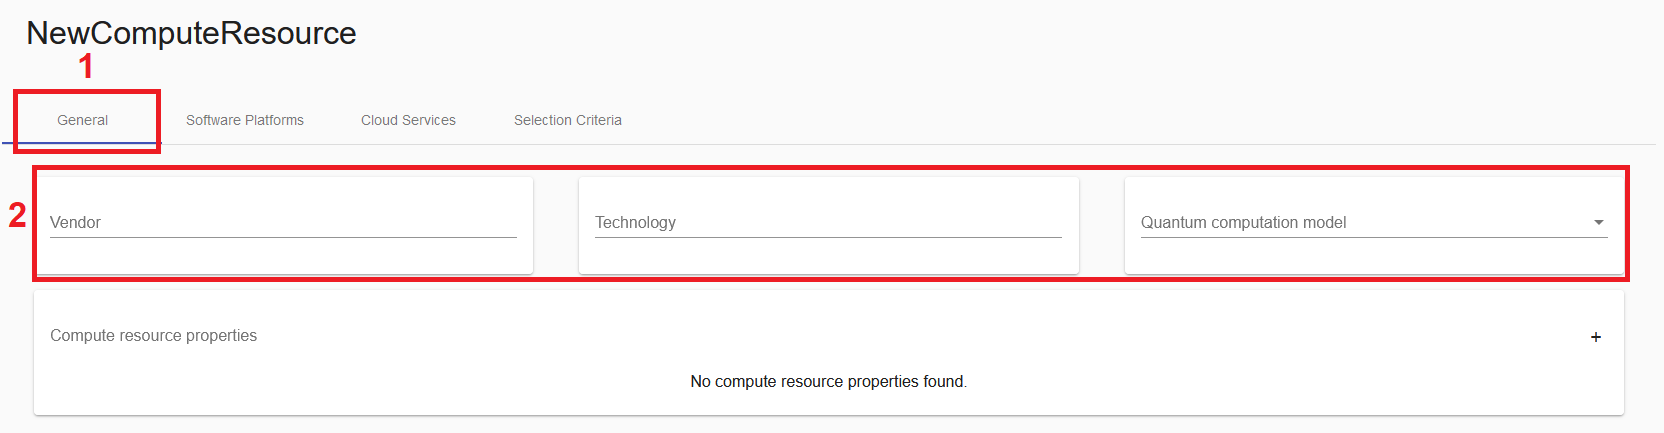 NewComputeResource
1
General Software Platforms Cloud Services Selection Criteria
2
Vendor Technology Quantum computation model
Compute resource properties +
No compute resource properties found.